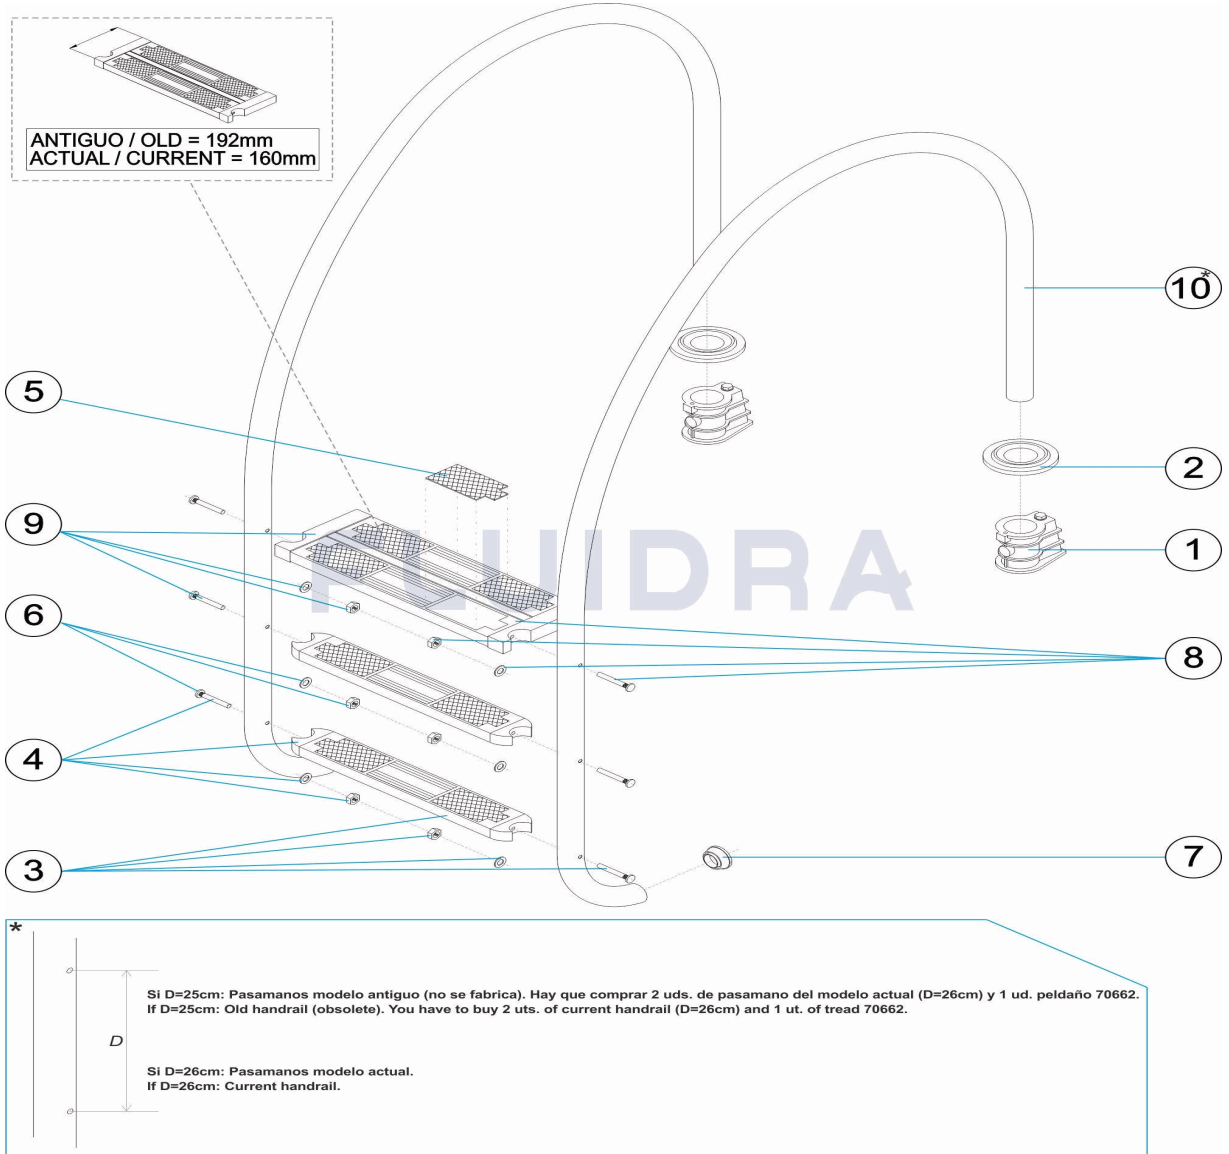 ANTIGUO / OLD = 192mm
ACTUAL / CURRENT = 160mm
10*
5
2
9
1
FLUIDRA
6
8
4
7
3
*
Si D=25cm: Pasamanos modelo antiguo (no se fabrica). Hay que comprar 2 uds. de pasamano del modelo actual (D=26cm) y 1 ud. peldaño 70662.
If D=25cm: Old handrail (obsolete). You have to buy 2 uts. of current handrail (D=26cm) and 1 ut. of tread 70662.
D
Si D=26cm: Pasamanos modelo actual.
If D=26cm: Current handrail.